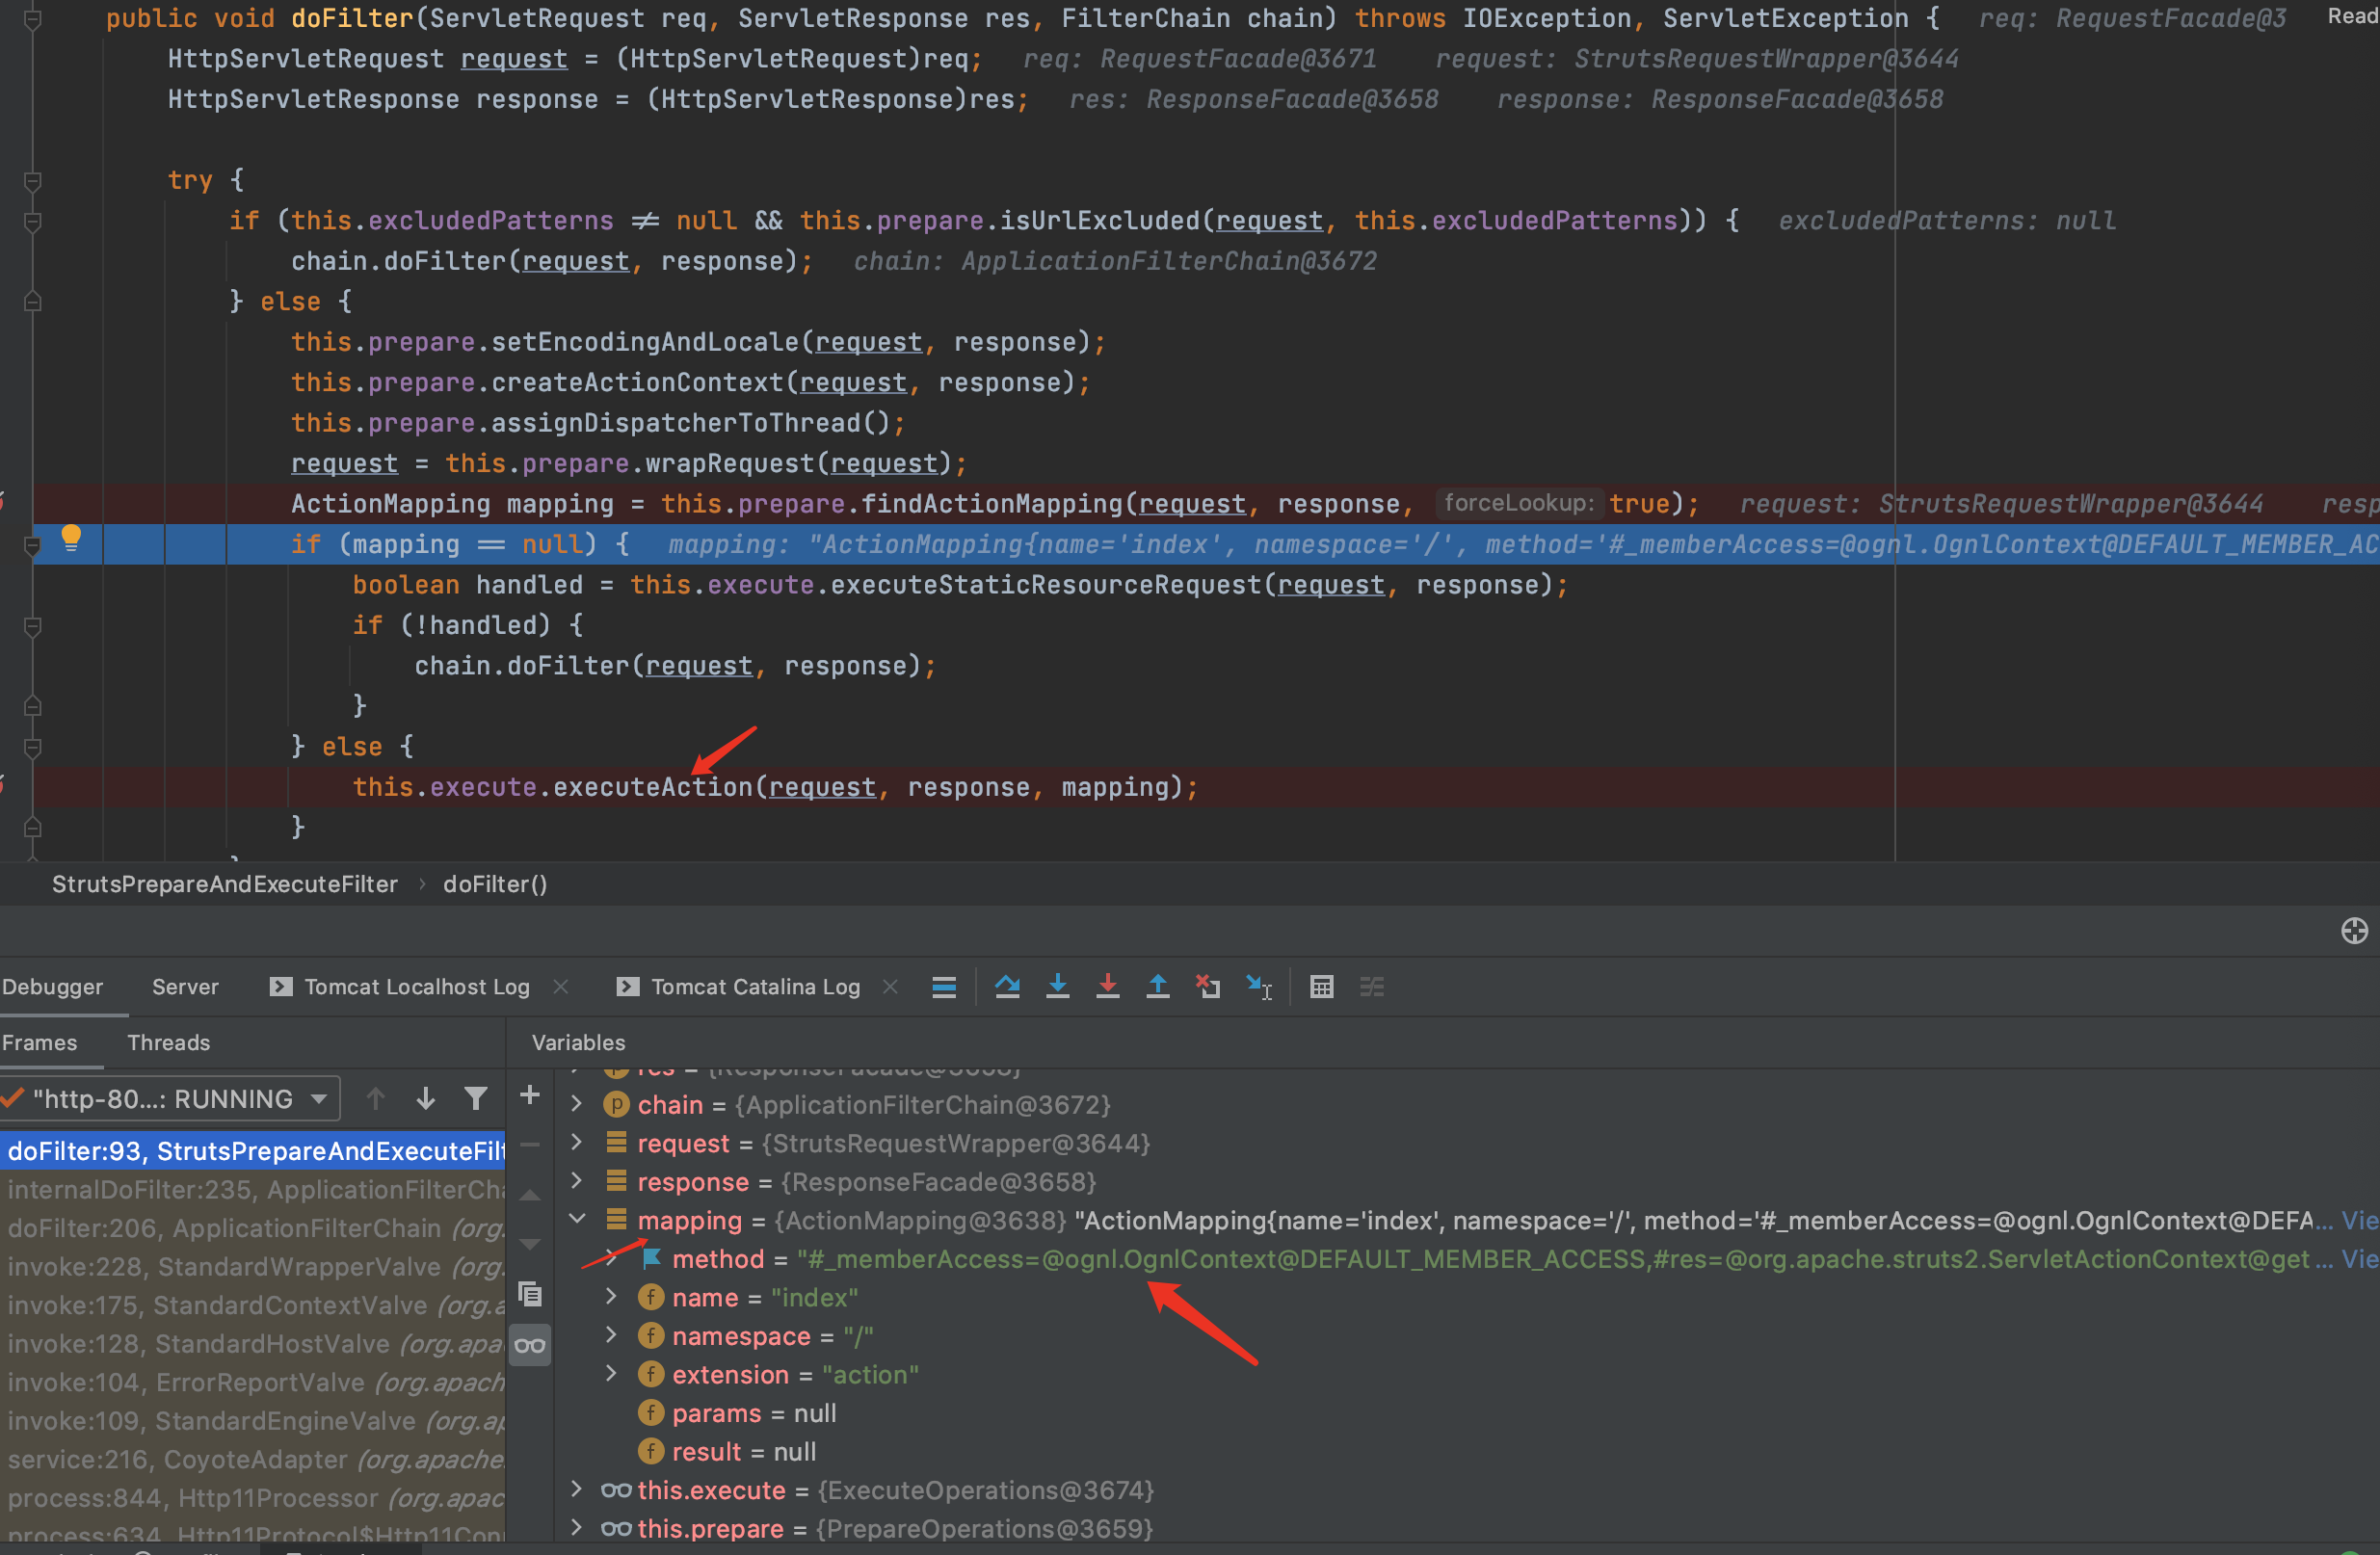 public void doFilter(ServletRequest req, ServletResponse res, FilterChain chain) throws IOException, ServletException {   req: RequestFacade@3   Read
HttpServletRequest request = (HttpServletRequest)req;   req: RequestFacade@3671   request: StrutsRequestWrapper@3644
HttpServletResponse response = (HttpServletResponse)res;   res: ResponseFacade@3658   response: ResponseFacade@3658
try {
if (this.excludedPatterns != null && this.prepare.isUrlExcluded(request, this.excludedPatterns)) {   excludedPatterns: null
chain.doFilter(request, response);   chain: ApplicationFilterChain@3672
} else {
this.prepare.setEncodingAndLocale(request, response);
this.prepare.createActionContext(request, response);
this.prepare.assignDispatcherToThread();
request = this.prepare.wrapRequest(request);
ActionMapping mapping = this.prepare.findActionMapping(request, response, forceLookup: true);   request: StrutsRequestWrapper@3644   resp
if (mapping == null) {   mapping: "ActionMapping{name='index', namespace='/', method='#_memberAccess=@ognl.OgnlContext@DEFAULT_MEMBER_AC
boolean handled = this.execute.executeStaticResourceRequest(request, response);
if (!handled) {
chain.doFilter(request, response);
}
} else {
this.execute.executeAction(request, response, mapping);
}
StrutsPrepareAndExecuteFilter › doFilter()
Debugger   Server   Tomcat Localhost Log   Tomcat Catalina Log
Frames   Threads   Variables
"http-80...: RUNNING
doFilter:93, StrutsPrepareAndExecuteFilt
internalDoFilter:235, ApplicationFilterCha
doFilter:206, ApplicationFilterChain (org.
invoke:228, StandardWrapperValve (org.
invoke:175, StandardContextValve (org.a
invoke:128, StandardHostValve (org.apa
invoke:104, ErrorReportValve (org.apach
invoke:109, StandardEngineValve (org.ap
service:216, CoyoteAdapter (org.apache.
process:844, Http11Processor (org.apac
process:634, Http11Protocol$Http11Con
res = {ResponseFacade@3658}
chain = {ApplicationFilterChain@3672}
request = {StrutsRequestWrapper@3644}
response = {ResponseFacade@3658}
mapping = {ActionMapping@3638} "ActionMapping{name='index', namespace='/', method='#_memberAccess=@ognl.OgnlContext@DEFA... Vie
method = "#_memberAccess=@ognl.OgnlContext@DEFAULT_MEMBER_ACCESS,#res=@org.apache.struts2.ServletActionContext@get ... Vie
name = "index"
namespace = "/"
extension = "action"
params = null
result = null
this.execute = {ExecuteOperations@3674}
this.prepare = {PrepareOperations@3659}